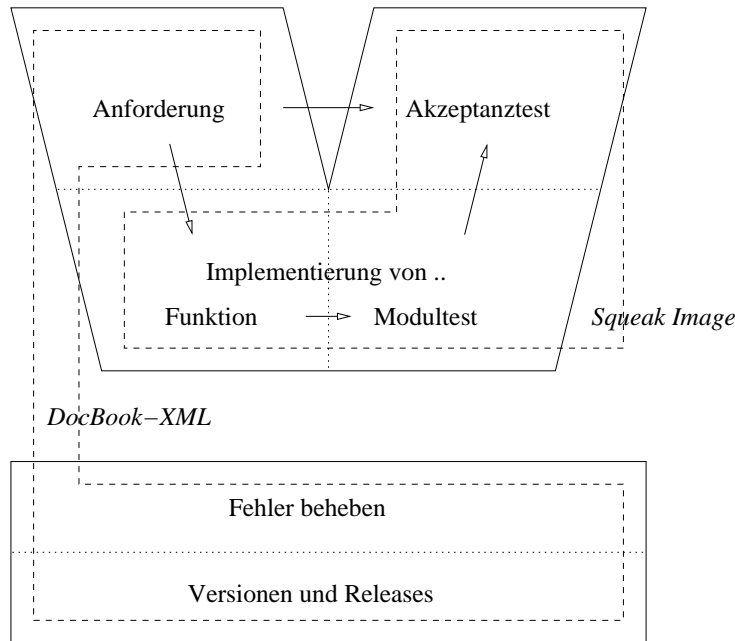 Anforderung
Akzeptanztest
Implementierung von ..
Funktion
Modultest
Squeak Image
DocBook−XML
Fehler beheben
Versionen und Releases